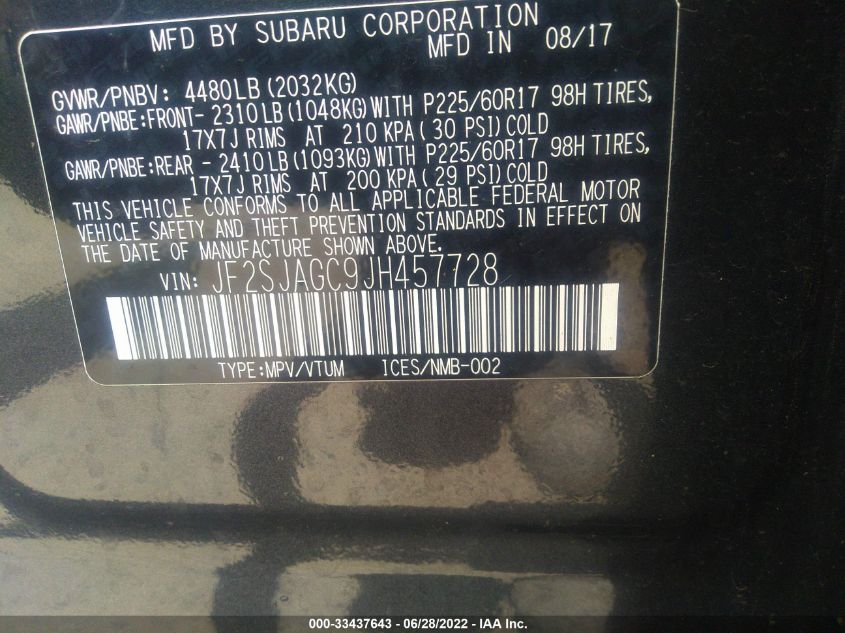 MFD BY SUBARU CORPORATION
MFD IN 08/17
GVWR/PNBV: 4480LB(2032KG)
GAWR/PNBE:FRONT- 2310LB(1048KG)WITH P225/60R17 98H TIRES,
17X7J RIMS AT 210 KPA( 30 PSI)COLD
GAWR/PNBE:REAR - 2410LB(1093KG)WITH P225/60R17 98H TIRES,
17X7J RIMS AT 200 KPA( 29 PSI)COLD
THIS VEHICLE CONFORMS TO ALL APPLICABLE FEDERAL MOTOR
VEHICLE SAFETY AND THEFT PREVENTION STANDARDS IN EFFECT ON
THE DATE OF MANUFACTURE SHOWN ABOVE.
VIN: JF2SJAGC9JH457728
TYPE:MPV/VTUM ICES/NMB-002
000-33437643 - 06/28/2022 - IAA Inc.